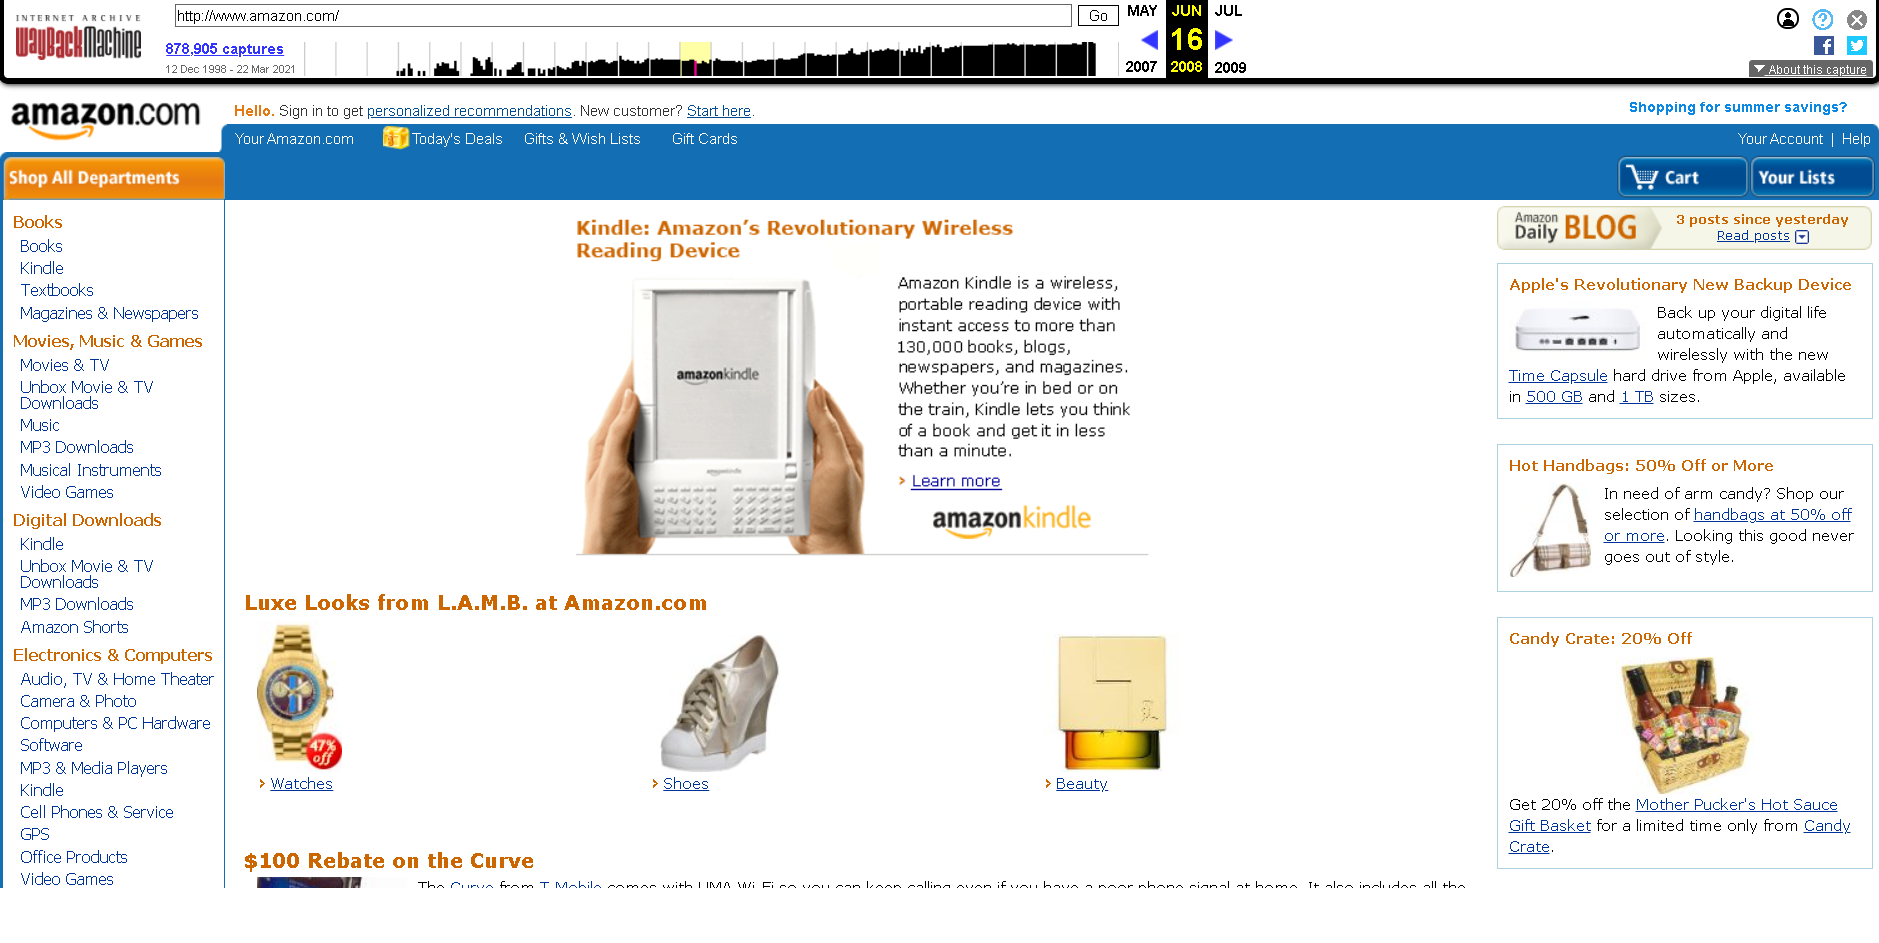 INTERNET ARCHIVE
WayBackMachine
http://www.amazon.com/
Go
878,905 captures
12 Dec 1998 - 22 Mar 2021
MAY JUN JUL
16
2007 2008 2009
f
About this capture
amazon.com
Hello. Sign in to get personalized recommendations. New customer? Start here.
Shopping for summer savings?
Your Amazon.com Today's Deals Gifts & Wish Lists Gift Cards
Your Account | Help
Shop All Departments
Cart
Your Lists
Books
Books
Kindle
Textbooks
Magazines & Newspapers
Movies, Music & Games
Movies & TV
Unbox Movie & TV
Downloads
Music
MP3 Downloads
Musical Instruments
Video Games
Digital Downloads
Kindle
Unbox Movie & TV
Downloads
MP3 Downloads
Amazon Shorts
Electronics & Computers
Audio, TV & Home Theater
Camera & Photo
Computers & PC Hardware
Software
MP3 & Media Players
Kindle
Cell Phones & Service
GPS
Office Products
Video Games
Kindle: Amazon’s Revolutionary Wireless
Reading Device
amazonkindle
amazonkindle
Amazon Kindle is a wireless,
portable reading device with
instant access to more than
130,000 books, blogs,
newspapers, and magazines.
Whether you’re in bed or on
the train, Kindle lets you think
of a book and get it in less
than a minute.
Learn more
amazonkindle
Luxe Looks from L.A.M.B. at Amazon.com
47%
off
Watches
Shoes
Beauty
$100 Rebate on the Curve
The Curve from T-Mobile comes with UMA Wi-Fi so you can keep calling even if you have a poor phone signal at home. It also includes all the
Amazon
Daily BLOG
3 posts since yesterday
Read posts
Apple's Revolutionary New Backup Device
Back up your digital life
automatically and
wirelessly with the new
Time Capsule hard drive from Apple, available
in 500 GB and 1 TB sizes.
Hot Handbags: 50% Off or More
In need of arm candy? Shop our
selection of handbags at 50% off
or more. Looking this good never
goes out of style.
Candy Crate: 20% Off
Get 20% off the Mother Pucker's Hot Sauce
Gift Basket for a limited time only from Candy
Crate.